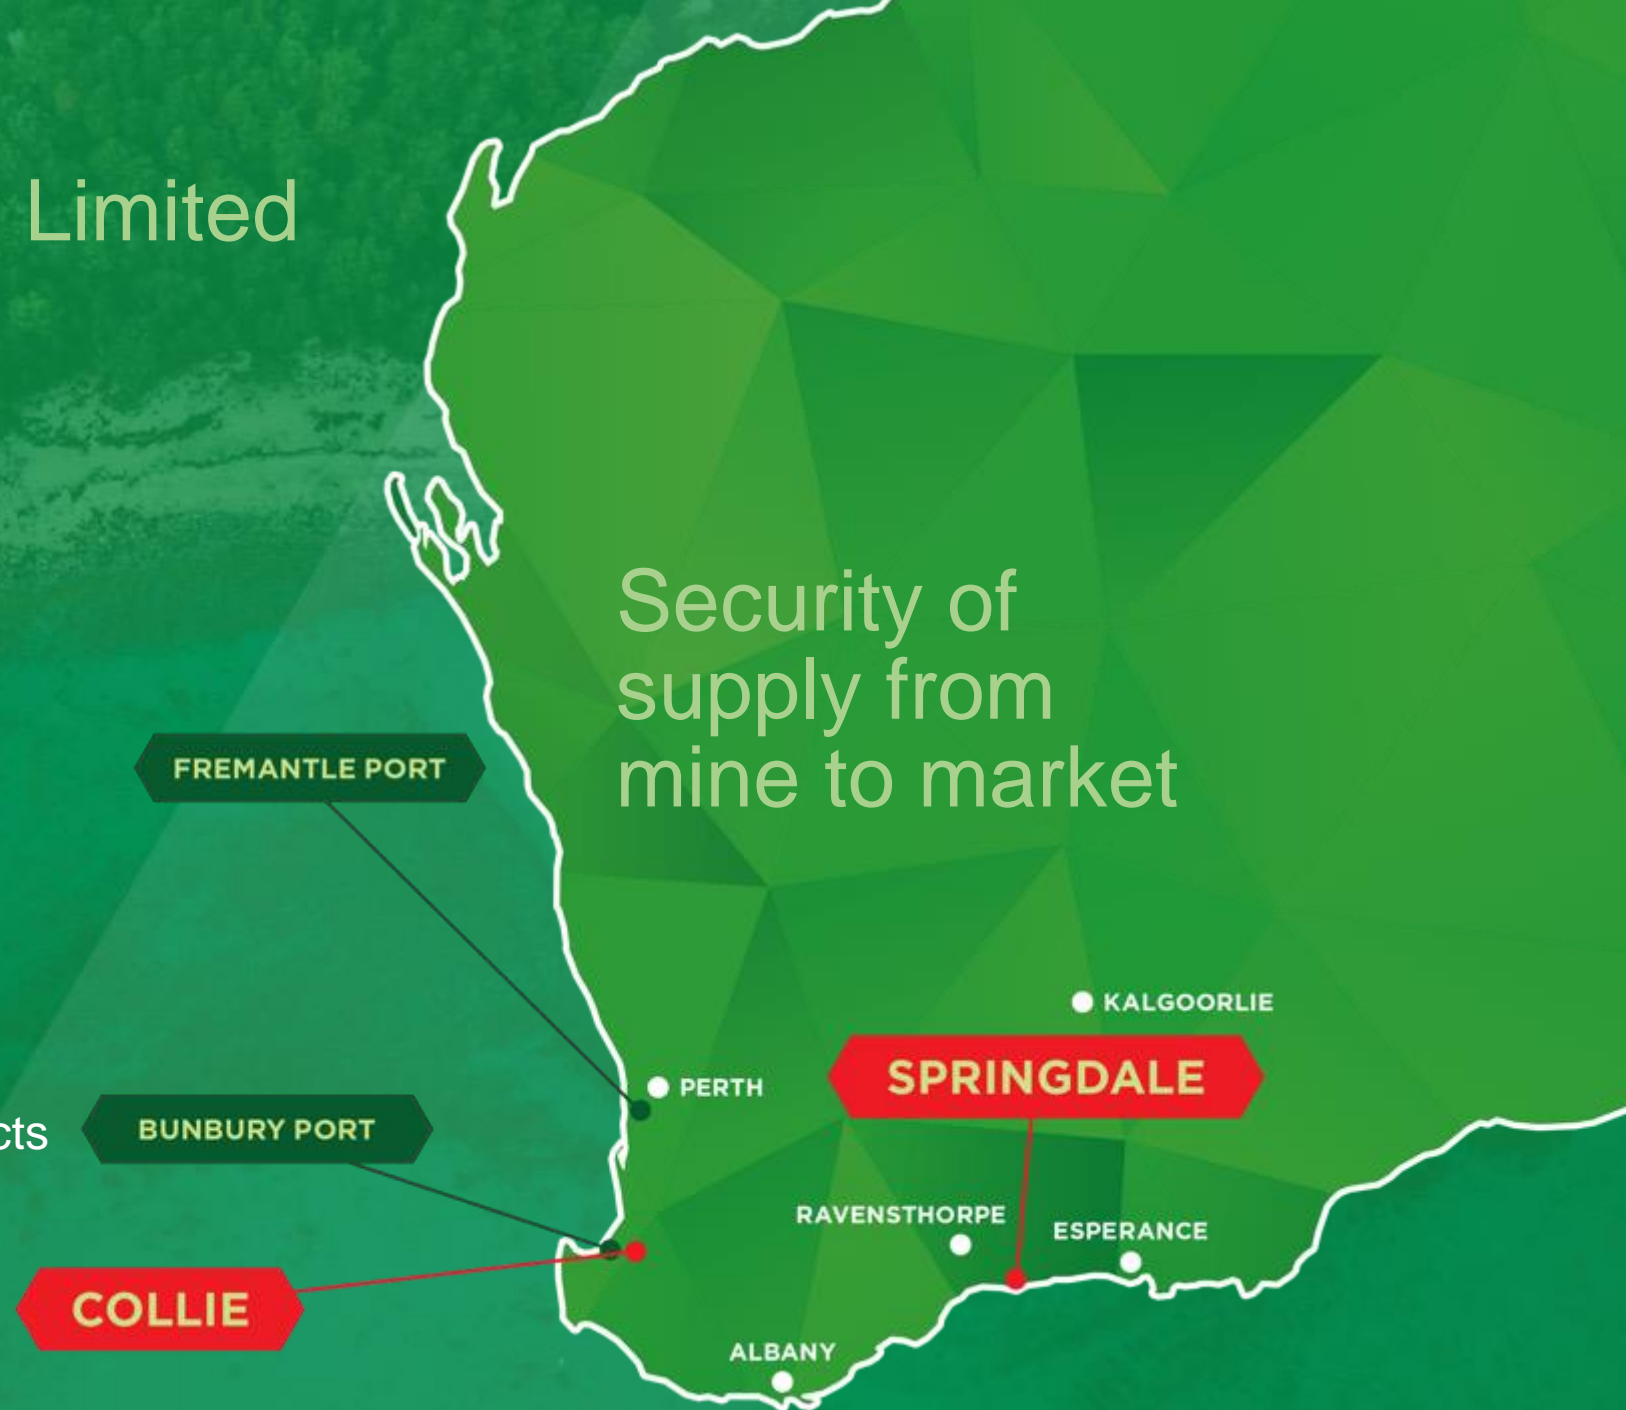 Limited
Security of
supply from
mine to market
FREMANTLE PORT
KALGOORLIE
SPRINGDALE
PERTH
BUNBURY PORT
cts
RAVENSTHORPE
ESPERANCE
COLLIE
ALBANY